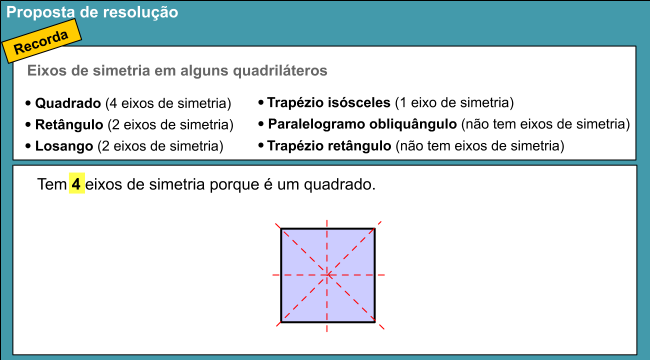 Proposta de resolução
Recorda
Eixos de simetria em alguns quadriláteros
• Quadrado (4 eixos de simetria)
• Retângulo (2 eixos de simetria)
• Losango (2 eixos de simetria)
• Trapézio isósceles (1 eixo de simetria)
• Paralelogramo obliquângulo (não tem eixos de simetria)
• Trapézio retângulo (não tem eixos de simetria)
Tem 4 eixos de simetria porque é um quadrado.